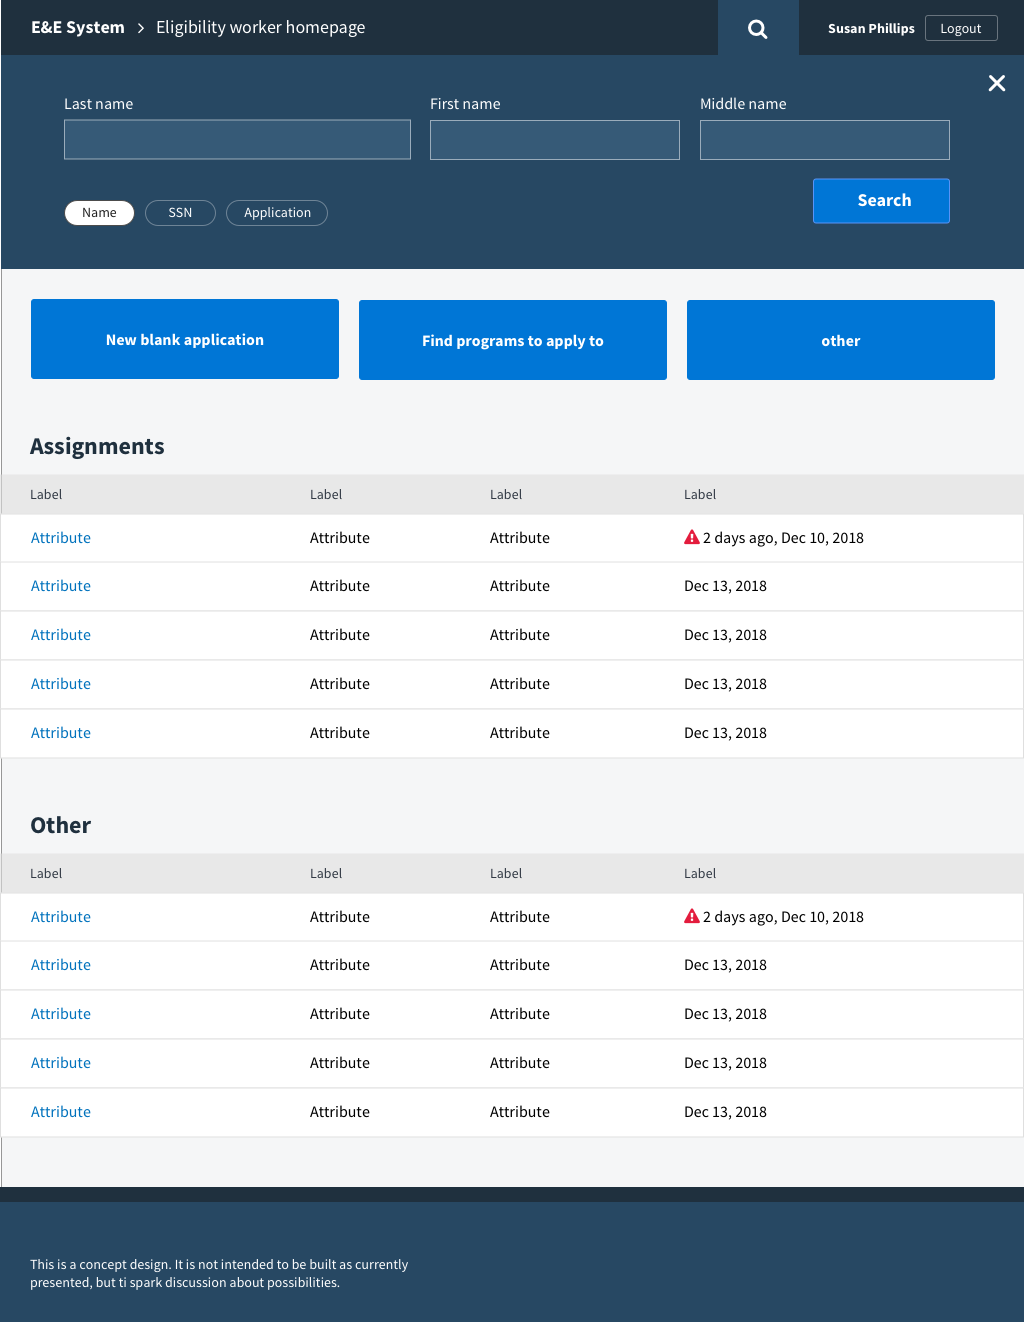 E&E System > Eligibility worker homepage Susan Phillips Logout
Last name First name Middle name
Name SSN Application Search
New blank application Find programs to apply to other
Assignments
Label Label Label Label
Attribute Attribute Attribute 2 days ago, Dec 10, 2018
Attribute Attribute Attribute Dec 13, 2018
Attribute Attribute Attribute Dec 13, 2018
Attribute Attribute Attribute Dec 13, 2018
Attribute Attribute Attribute Dec 13, 2018
Other
Label Label Label Label
Attribute Attribute Attribute 2 days ago, Dec 10, 2018
Attribute Attribute Attribute Dec 13, 2018
Attribute Attribute Attribute Dec 13, 2018
Attribute Attribute Attribute Dec 13, 2018
Attribute Attribute Attribute Dec 13, 2018
This is a concept design. It is not intended to be built as currently
presented, but ti spark discussion about possibilities.